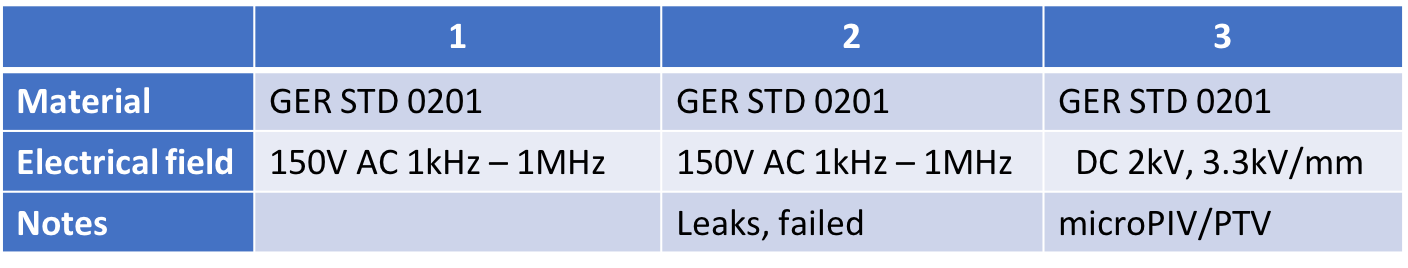 1 2 3
Material GER STD 0201 GER STD 0201 GER STD 0201
Electrical field 150V AC 1kHz – 1MHz 150V AC 1kHz – 1MHz DC 2kV, 3.3kV/mm
Notes Leaks, failed microPIV/PTV